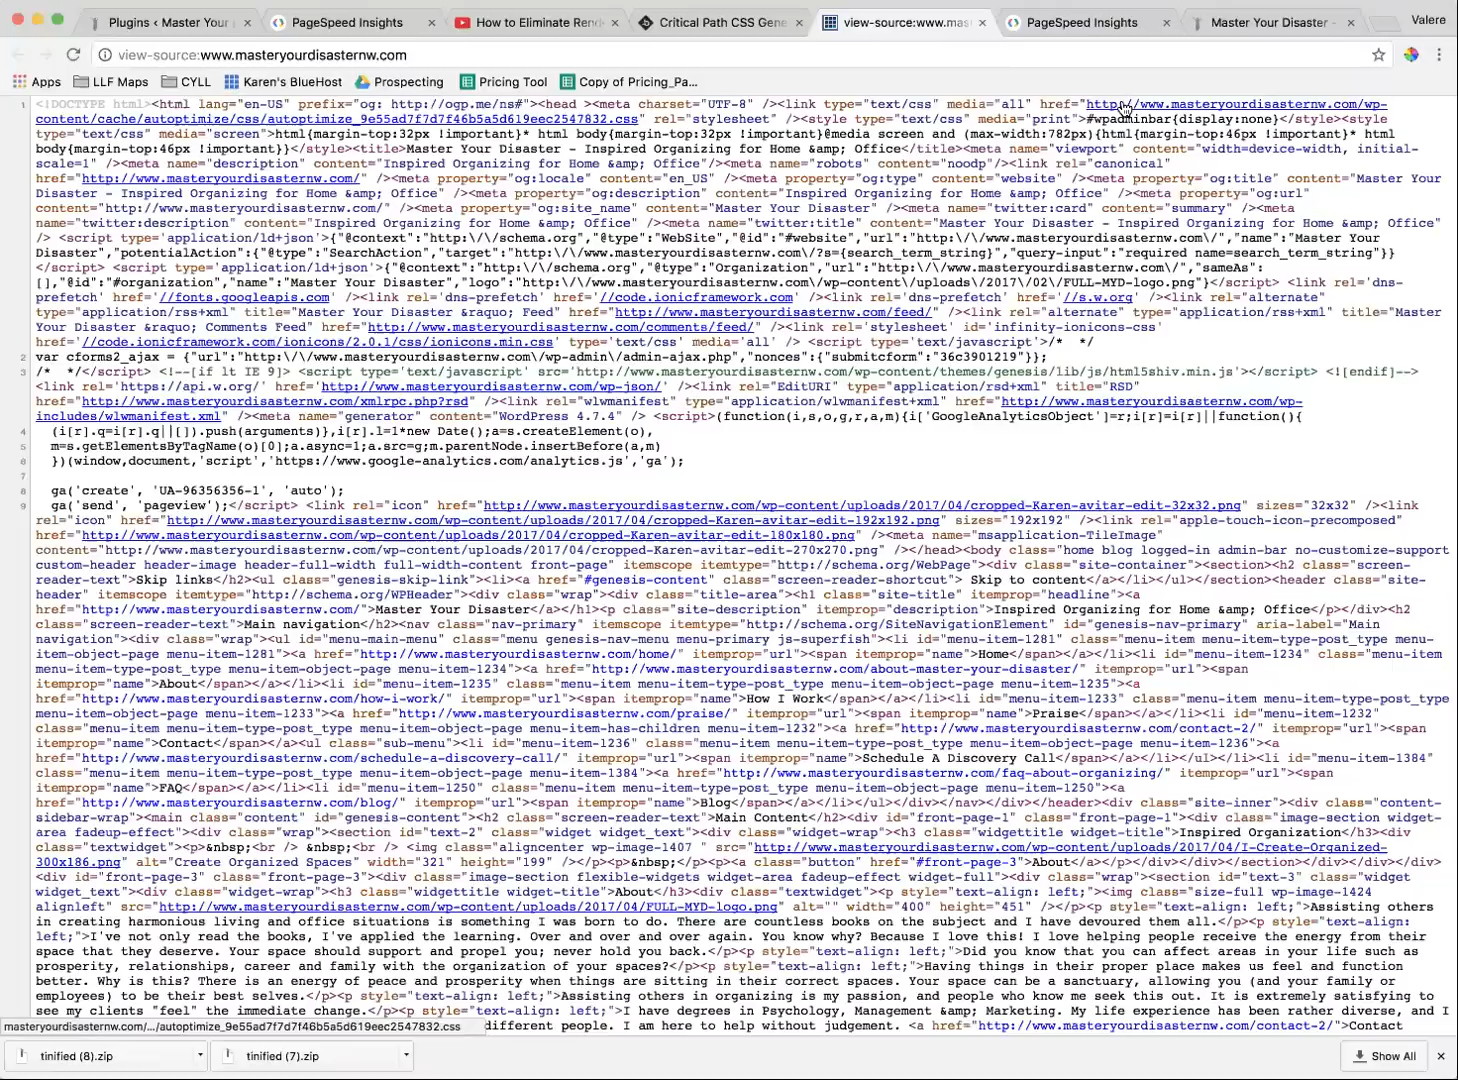 Plugins ‹ Master Your
PageSpeed Insights
How to Eliminate Ren
Critical Path CSS Gene
view-source:www.mas
PageSpeed Insights
Master Your Disaster -
Valere
view-source:www.masteryourdisasternw.com
Apps
LLF Maps
CYLL
Karen's BlueHost
Prospecting
Pricing Tool
Copy of Pricing_Pa...
1 <!DOCTYPE html><html lang="en-US" prefix="og: http://ogp.me/ns#"><head ><meta charset="UTF-8" /><link type="text/css" media="all" href="http://www.masteryourdisasternw.com/wp-
content/cache/autoptimize/css/autoptimize_9e55ad7f7d7f46b5a5d619eec2547832.css" rel="stylesheet" /><style type="text/css" media="print">#wpadminbar{display:none}</style><style
type="text/css" media="screen">html{margin-top:32px !important}* html body{margin-top:32px !important}@media screen and (max-width:782px){html{margin-top:46px !important}* html
body{margin-top:46px !important}}</style><title>Master Your Disaster – Inspired Organizing for Home &amp; Office</title><meta name="viewport" content="width=device-width, initial-
scale=1" /><meta name="description" content="Inspired Organizing for Home &amp; Office"/><meta name="robots" content="noodp"/><link rel="canonical"
href="http://www.masteryourdisasternw.com/" /><meta property="og:locale" content="en_US" /><meta property="og:type" content="website" /><meta property="og:title" content="Master Your
Disaster - Inspired Organizing for Home &amp; Office" /><meta property="og:description" content="Inspired Organizing for Home &amp; Office" /><meta property="og:url"
content="http://www.masteryourdisasternw.com/" /><meta property="og:site_name" content="Master Your Disaster" /><meta name="twitter:card" content="summary" /><meta
name="twitter:description" content="Inspired Organizing for Home &amp; Office" /><meta name="twitter:title" content="Master Your Disaster - Inspired Organizing for Home &amp; Office"
/> <script type='application/ld+json'>{"@context":"http:\/\/schema.org","@type":"WebSite","@id":"#website","url":"http:\/\/www.masteryourdisasternw.com\/","name":"Master Your
Disaster","potentialAction":{"@type":"SearchAction","target":"http:\/\/www.masteryourdisasternw.com\/?s={search_term_string}","query-input":"required name=search_term_string"}}
</script> <script type='application/ld+json'>{"@context":"http:\/\/schema.org","@type":"Organization","url":"http:\/\/www.masteryourdisasternw.com\/","sameAs":
[],"@id":"#organization","name":"Master Your Disaster","logo":"http:\/\/www.masteryourdisasternw.com\/wp-content\/uploads\/2017\/02\/FULL-MYD-logo.png"}</script> <link rel='dns-
prefetch' href='//fonts.googleapis.com' /><link rel='dns-prefetch' href='//code.ionicframework.com' /><link rel='dns-prefetch' href='//s.w.org' /><link rel="alternate"
type="application/rss+xml" title="Master Your Disaster &raquo; Feed" href="http://www.masteryourdisasternw.com/feed/" /><link rel="alternate" type="application/rss+xml" title="Master
Your Disaster &raquo; Comments Feed" href="http://www.masteryourdisasternw.com/comments/feed/" /><link rel='stylesheet' id='infinity-ionicons-css'
href='//code.ionicframework.com/ionicons/2.0.1/css/ionicons.min.css' type='text/css' media='all' /> <script type='text/javascript'>/* */
2 var cforms2_ajax = {"url":"http:\/\/www.masteryourdisasternw.com\/wp-admin\/admin-ajax.php","nonces":{"submitcform":"36c3901219"}};
3 /* */</script> <!--[if lt IE 9]> <script type='text/javascript' src='http://www.masteryourdisasternw.com/wp-content/themes/genesis/lib/js/html5shiv.min.js'></script> <![endif]-->
<link rel='https://api.w.org/' href='http://www.masteryourdisasternw.com/wp-json/' /><link rel="EditURI" type="application/rsd+xml" title="RSD"
href="http://www.masteryourdisasternw.com/xmlrpc.php?rsd" /><link rel="wlwmanifest" type="application/wlwmanifest+xml" href="http://www.masteryourdisasternw.com/wp-
includes/wlwmanifest.xml" /><meta name="generator" content="WordPress 4.7.4" /> <script>(function(i,s,o,g,r,a,m){i['GoogleAnalyticsObject']=r;i[r]=i[r]||function(){
4 (i[r].q=i[r].q||[]).push(arguments)},i[r].l=1*new Date();a=s.createElement(o),
5 m=s.getElementsByTagName(o)[0];a.async=1;a.src=g;m.parentNode.insertBefore(a,m)
6 })(window,document,'script','https://www.google-analytics.com/analytics.js','ga');
7
8 ga('create', 'UA-96356356-1', 'auto');
9 ga('send', 'pageview');</script> <link rel="icon" href="http://www.masteryourdisasternw.com/wp-content/uploads/2017/04/cropped-Karen-avitar-edit-32x32.png" sizes="32x32" /><link
rel="icon" href="http://www.masteryourdisasternw.com/wp-content/uploads/2017/04/cropped-Karen-avitar-edit-192x192.png" sizes="192x192" /><link rel="apple-touch-icon-precomposed"
href="http://www.masteryourdisasternw.com/wp-content/uploads/2017/04/cropped-Karen-avitar-edit-180x180.png" /><meta name="msapplication-TileImage"
content="http://www.masteryourdisasternw.com/wp-content/uploads/2017/04/cropped-Karen-avitar-edit-270x270.png" /></head><body class="home blog logged-in admin-bar no-customize-support
custom-header header-image header-full-width full-width-content front-page" itemscope itemtype="http://schema.org/WebPage"><div class="site-container"><section><h2 class="screen-
reader-text">Skip links</h2><ul class="genesis-skip-link"><li><a href="#genesis-content" class="screen-reader-shortcut"> Skip to content</a></li></ul></section><header class="site-
header" itemscope itemtype="http://schema.org/WPHeader"><div class="wrap"><div class="title-area"><h1 class="site-title" itemprop="headline"><a
href="http://www.masteryourdisasternw.com/">Master Your Disaster</a></h1><p class="site-description" itemprop="description">Inspired Organizing for Home &amp; Office</p></div><h2
class="screen-reader-text">Main navigation</h2><nav class="nav-primary" itemscope itemtype="http://schema.org/SiteNavigationElement" id="genesis-nav-primary" aria-label="Main
navigation"><div class="wrap"><ul id="menu-main-menu" class="menu genesis-nav-menu menu-primary js-superfish"><li id="menu-item-1281" class="menu-item menu-item-type-post_type menu-
item-object-page menu-item-1281"><a href="http://www.masteryourdisasternw.com/home/" itemprop="url"><span itemprop="name">Home</span></a></li><li id="menu-item-1234" class="menu-item
menu-item-type-post_type menu-item-object-page menu-item-1234"><a href="http://www.masteryourdisasternw.com/about-master-your-disaster/" itemprop="url"><span
itemprop="name">About</span></a></li><li id="menu-item-1235" class="menu-item menu-item-type-post_type menu-item-object-page menu-item-1235"><a
href="http://www.masteryourdisasternw.com/how-i-work/" itemprop="url"><span itemprop="name">How I Work</span></a></li><li id="menu-item-1233" class="menu-item menu-item-type-post_type
menu-item-object-page menu-item-1233"><a href="http://www.masteryourdisasternw.com/praise/" itemprop="url"><span itemprop="name">Praise</span></a></li><li id="menu-item-1232"
class="menu-item menu-item-type-post_type menu-item-object-page menu-item-has-children menu-item-1232"><a href="http://www.masteryourdisasternw.com/contact-2/" itemprop="url"><span
itemprop="name">Contact</span></a><ul class="sub-menu"><li id="menu-item-1236" class="menu-item menu-item-type-post_type menu-item-object-page menu-item-1236"><a
href="http://www.masteryourdisasternw.com/schedule-a-discovery-call/" itemprop="url"><span itemprop="name">Schedule A Discovery Call</span></a></li><li id="menu-item-1384"
class="menu-item menu-item-type-post_type menu-item-object-page menu-item-1384"><a href="http://www.masteryourdisasternw.com/faq-about-organizing/" itemprop="url"><span
itemprop="name">FAQ</span></a></li><li id="menu-item-1250" class="menu-item menu-item-type-post_type menu-item-object-page menu-item-1250"><a
href="http://www.masteryourdisasternw.com/blog/" itemprop="url"><span itemprop="name">Blog</span></a></li></ul></div></nav></div></header><div class="site-inner"><div class="content-
sidebar-wrap"><main class="content" id="genesis-content"><h2 class="screen-reader-text">Main Content</h2><div id="front-page-1" class="front-page-1"><div class="image-section widget-
area fadeup-effect"><div class="wrap"><section id="text-2" class="widget widget_text"><div class="widget-wrap"><h3 class="widgettitle widget-title">Inspired Organization</h3><div
class="textwidget"><p>&nbsp;<br /> &nbsp;<br /> <img class="aligncenter wp-image-1407 " src="http://www.masteryourdisasternw.com/wp-content/uploads/2017/04/I-Create-Organized-
300x186.png" alt="Create Organized Spaces" width="321" height="199" /></p><p>&nbsp;</p><p><a class="button" href="#front-page-3">About</a></p></div></div></section></div></div></div>
<div id="front-page-3" class="front-page-3"><div class="image-section flexible-widgets widget-area fadeup-effect widget-full"><div class="wrap"><section id="text-3" class="widget
widget_text"><div class="widget-wrap"><h3 class="widgettitle widget-title">About</h3><div class="textwidget"><p style="text-align: left;"><img class="size-full wp-image-1424
alignleft" src="http://www.masteryourdisasternw.com/wp-content/uploads/2017/04/FULL-MYD-logo.png" alt="" width="400" height="451" /></p><p style="text-align: left;">Assisting others
in creating harmonious living and office situations is something I was born to do. There are countless books on the subject and I have devoured them all.</p><p style="text-align:
left;">I've not only read the books, I've applied the learning. Over and over and over again. You know why? Because I love this! I love helping people receive the energy from their
space that they deserve. Your space should support and propel you; never hold you back.</p><p style="text-align: left;">Did you know that you can affect areas in your life such as
prosperity, relationships, career and family with the organization of your spaces?</p><p style="text-align: left;">Having things in their proper place makes us feel and function
better. Why is this? There is an energy of peace and prosperity when things are sitting in their correct spaces. Your space can be a sanctuary, allowing you (and your family or
employees) to be their best selves.</p><p style="text-align: left;">Assisting others in organizing is my passion, and people who know me seek this out. It is extremely satisfying to
see my clients "feel" the immediate change.</p><p style="text-align: left;">I have degrees in Psychology, Management &amp; Marketing. My life experience has been rather diverse, and I
masteryourdisasternw.com/.../autoptimize_9e55ad7f7d7f46b5a5d619eec2547832.css different people. I am here to help without judgement. <a href="http://www.masteryourdisasternw.com/contact-2/">Contact
tinified (8).zip
tinified (7).zip
Show All